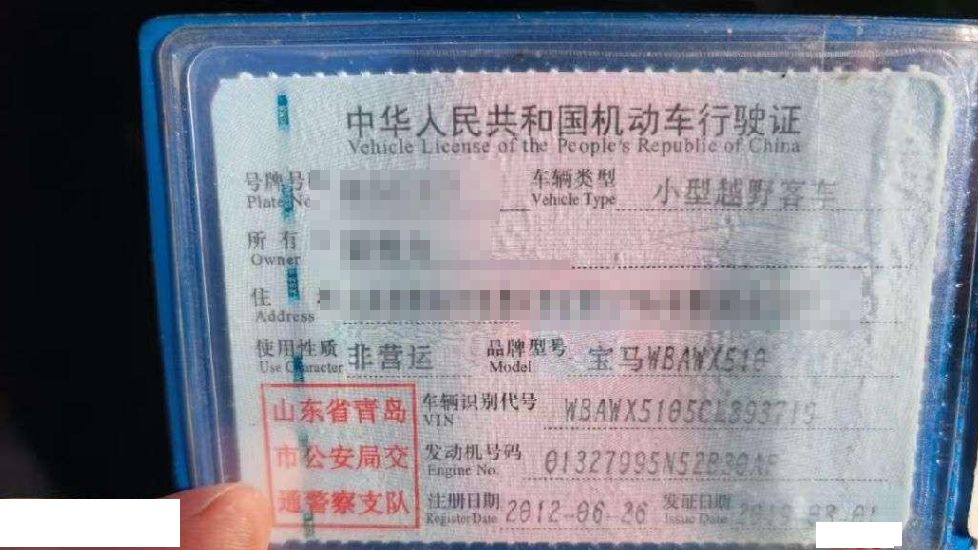 中华人民共和国机动车行驶证
Vehicle License of the People's Republic of China
号牌号 车辆类型 小型越野客车
Plate No Vehicle Type
所有
Owner
住
Address
使用性质 非营运 品牌型号 宝马WBAWX510
Use Character Model
山东省青岛 车辆识别代号 WBAWX5105CL393719
VIN
市公安局交 发动机号码 01327995N52B30AF
Engine No.
通警察支队 注册日期 2012-06-26 发证日期
Register Date Issue Date